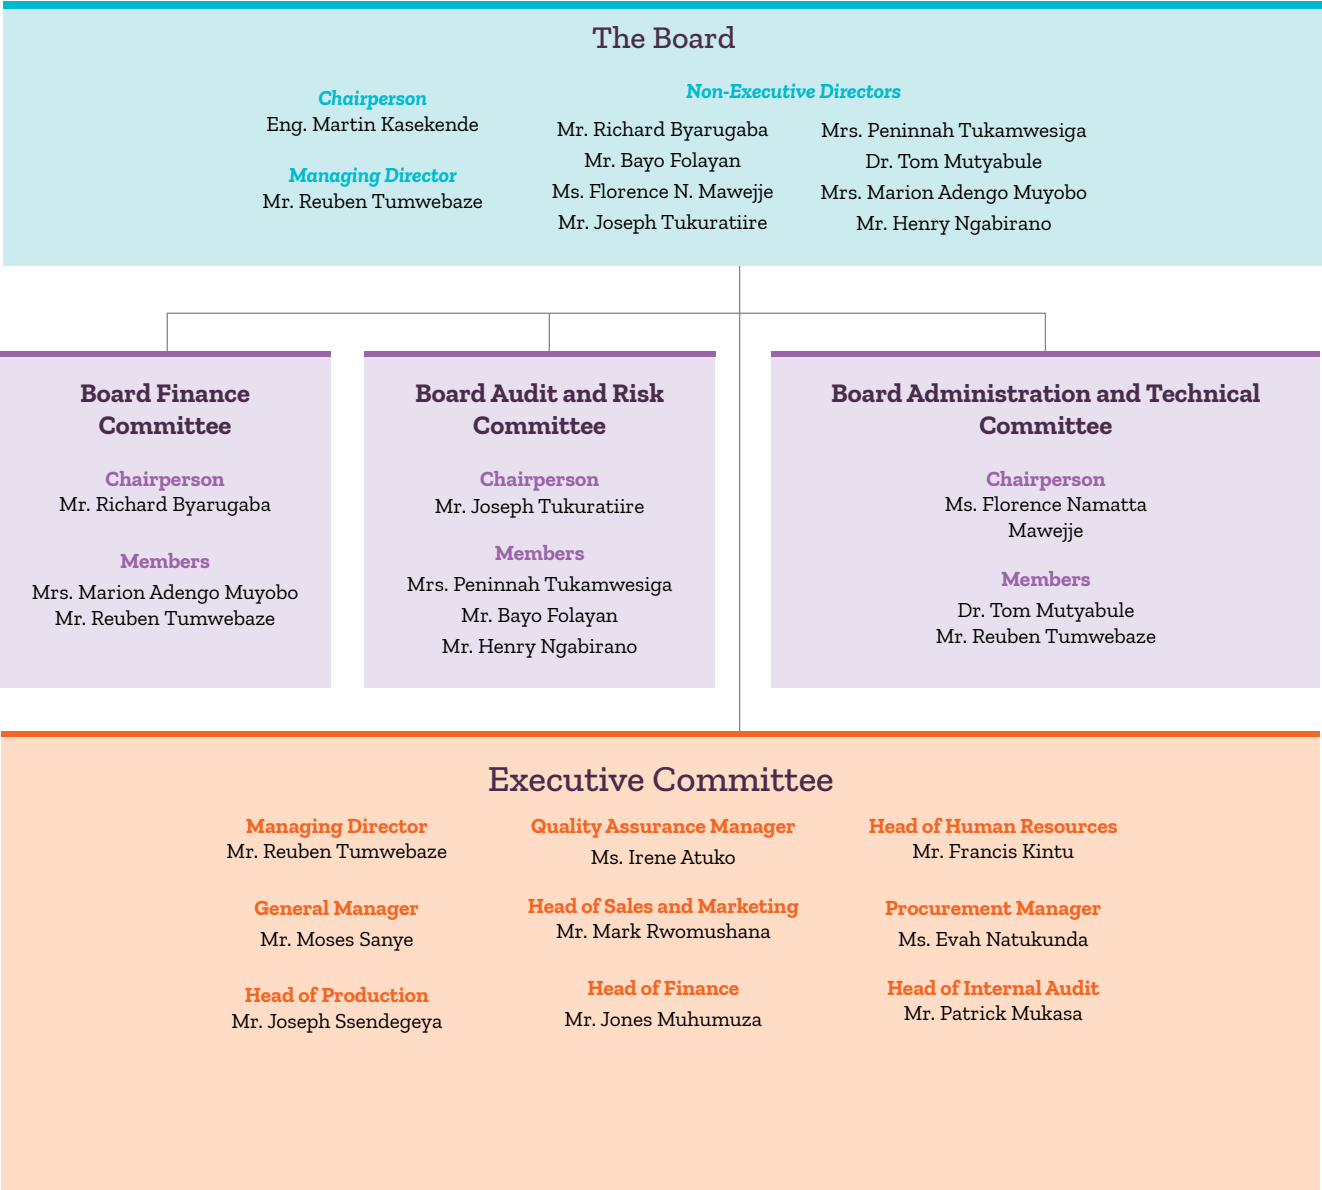 The Board
Chairperson
Eng. Martin Kasekende
Managing Director
Mr. Reuben Tumwebaze
Non-Executive Directors
Mr. Richard Byarugaba
Mr. Bayo Folayan
Ms. Florence N. Mawejje
Mr. Joseph Tukuratiire
Mrs. Peninnah Tukamwesiga
Dr. Tom Mutyabule
Mrs. Marion Adengo Muyobo
Mr. Henry Ngabirano
Board Finance
Committee
Chairperson
Mr. Richard Byarugaba
Members
Mrs. Marion Adengo Muyobo
Mr. Reuben Tumwebaze
Board Audit and Risk
Committee
Chairperson
Mr. Joseph Tukuratiire
Members
Mrs. Peninnah Tukamwesiga
Mr. Bayo Folayan
Mr. Henry Ngabirano
Board Administration and Technical
Committee
Chairperson
Ms. Florence Namatta
Mawejje
Members
Dr. Tom Mutyabule
Mr. Reuben Tumwebaze
Executive Committee
Managing Director
Mr. Reuben Tumwebaze
General Manager
Mr. Moses Sanye
Head of Production
Mr. Joseph Ssendegeya
Quality Assurance Manager
Ms. Irene Atuko
Head of Sales and Marketing
Mr. Mark Rwomushana
Head of Finance
Mr. Jones Muhumuza
Head of Human Resources
Mr. Francis Kintu
Procurement Manager
Ms. Evah Natukunda
Head of Internal Audit
Mr. Patrick Mukasa